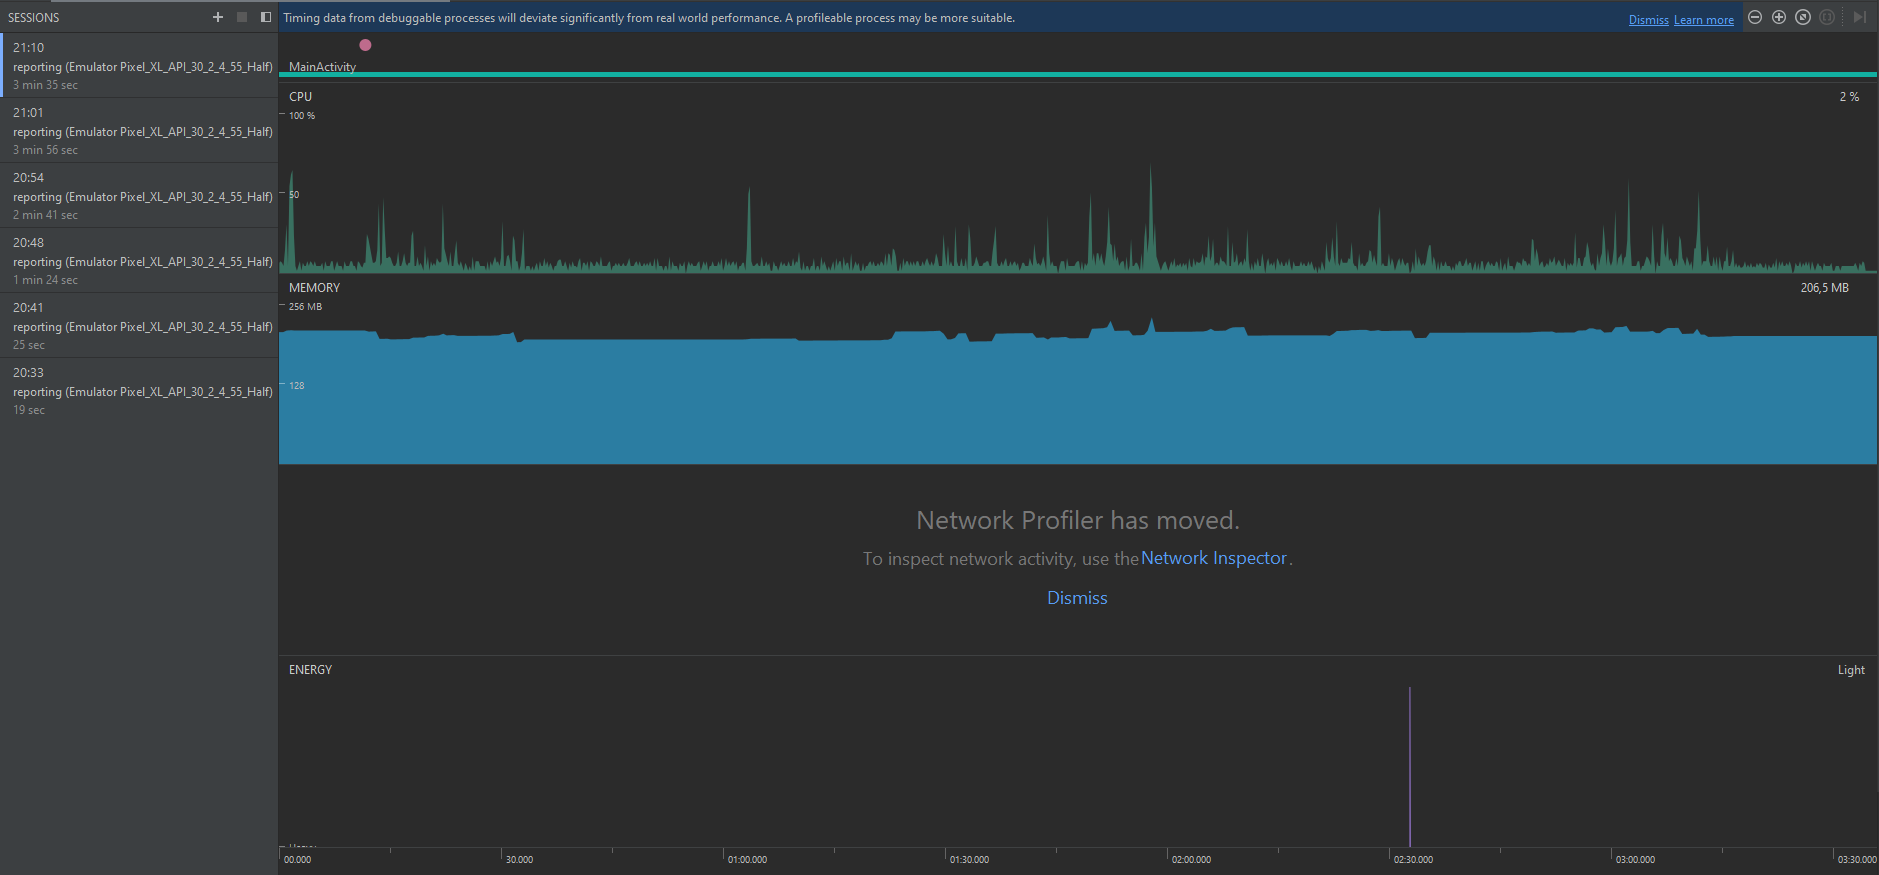 SESSIONS
Timing data from debuggable processes will deviate significantly from real world performance. A profileable process may be more suitable.
Dismiss Learn more
21:10
reporting (Emulator Pixel_XL_API_30_2_4_55_Half)
3 min 35 sec
21:01
reporting (Emulator Pixel_XL_API_30_2_4_55_Half)
3 min 56 sec
20:54
reporting (Emulator Pixel_XL_API_30_2_4_55_Half)
2 min 41 sec
20:48
reporting (Emulator Pixel_XL_API_30_2_4_55_Half)
1 min 24 sec
20:41
reporting (Emulator Pixel_XL_API_30_2_4_55_Half)
25 sec
20:33
reporting (Emulator Pixel_XL_API_30_2_4_55_Half)
19 sec
MainActivity
CPU
2 %
100 %
50
MEMORY
206,5 MB
256 MB
128
Network Profiler has moved.
To inspect network activity, use the Network Inspector.
Dismiss
ENERGY
Light
00.000
30.000
01:00.000
01:30.000
02:00.000
02:30.000
03:00.000
03:30.000